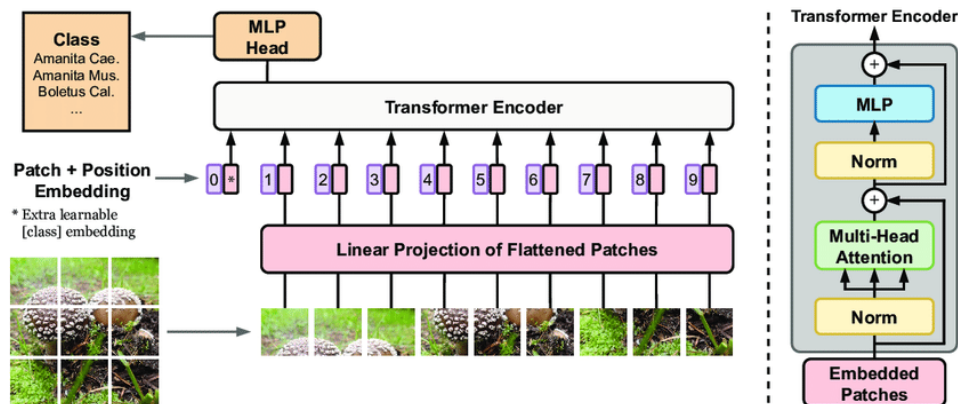 Class
Amanita Cae.
Amanita Mus.
Boletus Cal.
...
MLP
Head
Transformer Encoder
Patch + Position
Embedding
* Extra learnable
[class] embedding
0 * 1 2 3 4 5 6 7 8 9
Linear Projection of Flattened Patches
Transformer Encoder
+
MLP
Norm
+
Multi-Head
Attention
Norm
Embedded
Patches